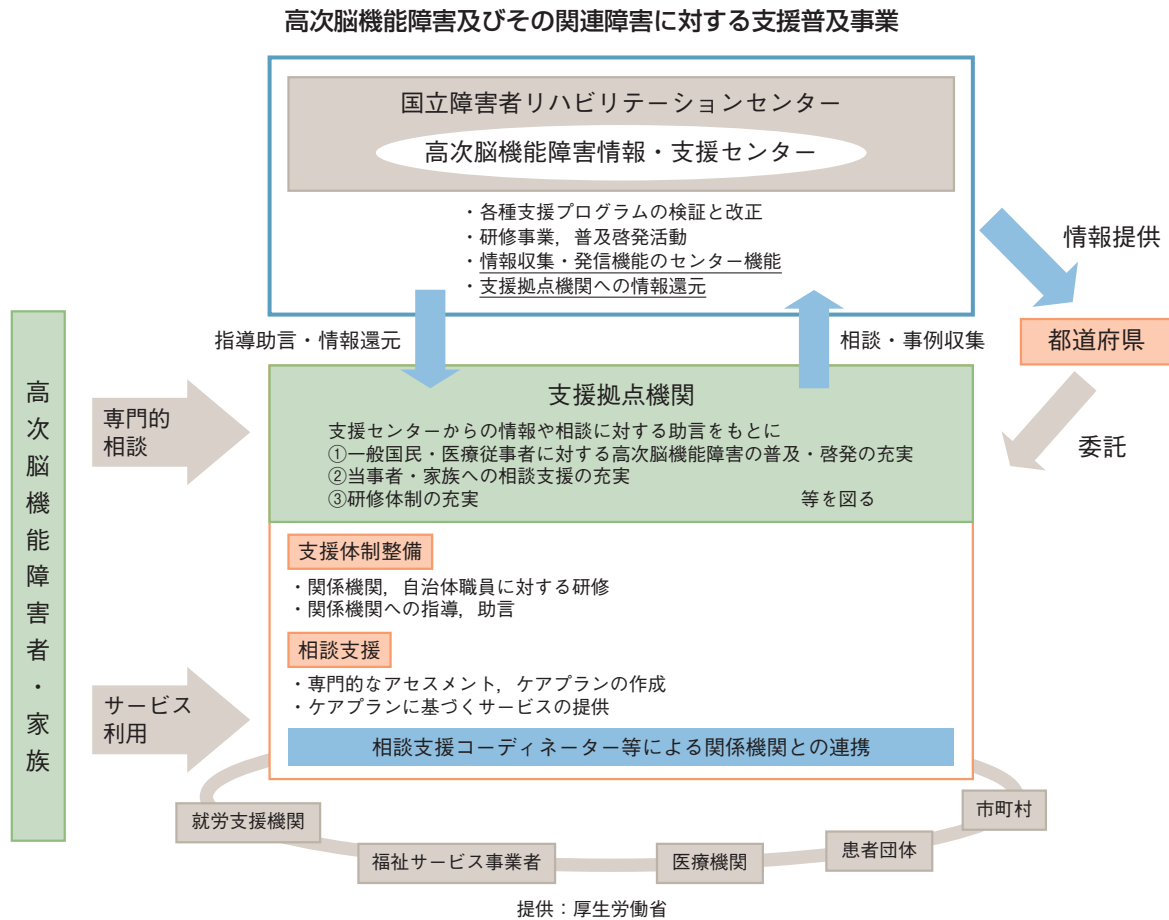 高次脳機能障害及びその関連障害に対する支援普及事業
国立障害者リハビリテーションセンター
高次脳機能障害情報・支援センター
・各種支援プログラムの検証と改正
・研修事業，普及啓発活動
・情報収集・発信機能のセンター機能
・支援拠点機関への情報還元
情報提供
指導助言・情報還元
相談・事例収集
都道府県
委託
高次脳機能障害者・家族
専門的
相談
支援拠点機関
支援センターからの情報や相談に対する助言をもとに
①一般国民・医療従事者に対する高次脳機能障害の普及・啓発の充実
②当事者・家族への相談支援の充実
③研修体制の充実　等を図る
支援体制整備
・関係機関，自治体職員に対する研修
・関係機関への指導，助言
相談支援
・専門的なアセスメント，ケアプランの作成
・ケアプランに基づくサービスの提供
サービス
利用
相談支援コーディネーター等による関係機関との連携
就労支援機関
福祉サービス事業者
医療機関
患者団体
市町村
提供：厚生労働省